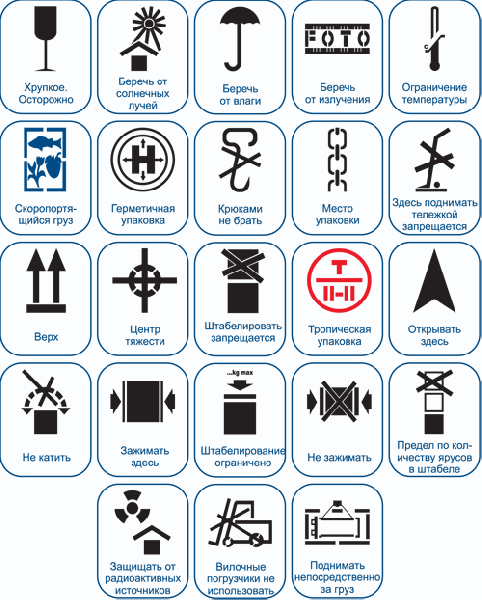 Хрупкое.
Осторожно
Беречь от
солнечных
лучей
Беречь
от влаги
FOTO
Беречь
от излучения
C
Ограничение
температуры
Скоропортя-
щийся груз
H
Герметичная
упаковка
Крюками
не брать
Место
упаковки
Здесь поднимать
тележкой
запрещается
Верх
Центр
тяжести
Штабелировать
запрещается
Т
Тропическая
упаковка
Открывать
здесь
Не катить
Зажимать
здесь
...kg max
Штабелирование
ограничено
Не зажимать
Предел по кол-
ичеству ярусов
в штабеле
Защищать от
радиоактивных
источников
Вилочные
погрузчики не
использовать
Поднимать
непосредственно
за груз